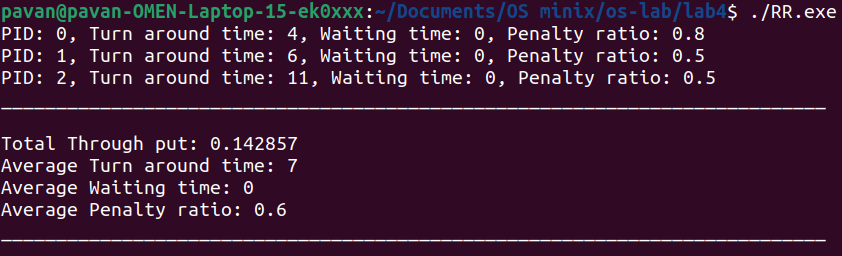 pavan@pavan-OMEN-Laptop-15-ek0xxx:~/Documents/OS minix/os-lab/lab4$ ./RR.exe
PID: 0, Turn around time: 4, Waiting time: 0, Penalty ratio: 0.8
PID: 1, Turn around time: 6, Waiting time: 0, Penalty ratio: 0.5
PID: 2, Turn around time: 11, Waiting time: 0, Penalty ratio: 0.5
Total Through put: 0.142857
Average Turn around time: 7
Average Waiting time: 0
Average Penalty ratio: 0.6